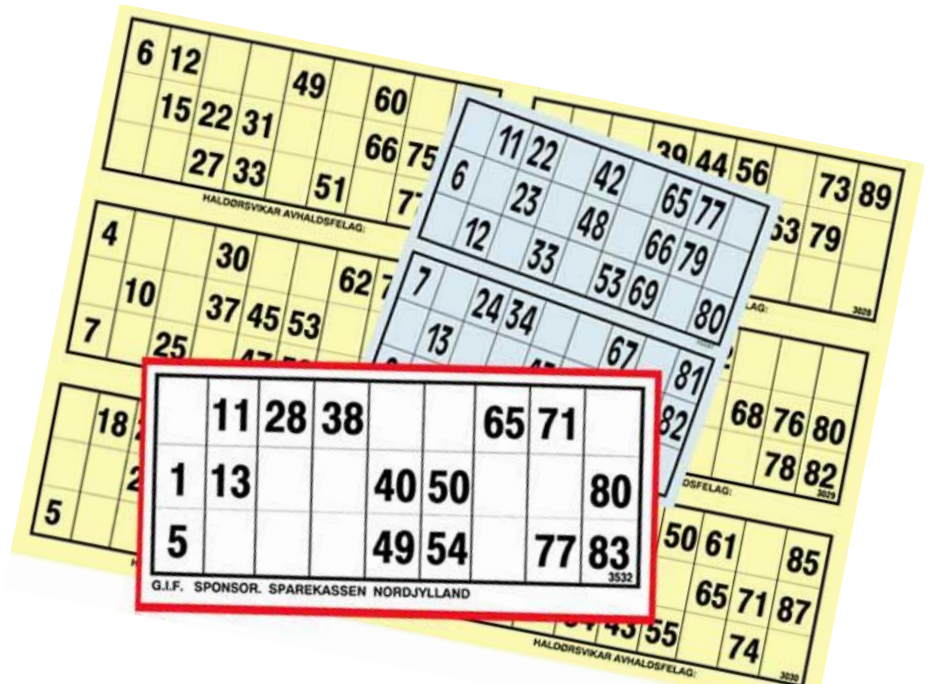 6 12 49 60
15 22 31 66 75
27 33 51
HALDØRSVIKAR AVHALDSFELAG:
39 44 56 73 89
63 79
3028
4 30 62
10 37 45 53
7 25
68 76 80
78 82
3029
18
5
50 61 85
65 71 87
43 55 74
HALDØRSVIKAR AVHALDSFELAG:
3030
11 22 42 65 77
6 23 48 66 79
12 33 53 69 80
7 24 34 67 81
13 82
11 28 38 65 71
1 13 40 50 80
5 49 54 77 83
3532
G.I.F. SPONSOR. SPAREKASSEN NORDJYLLAND